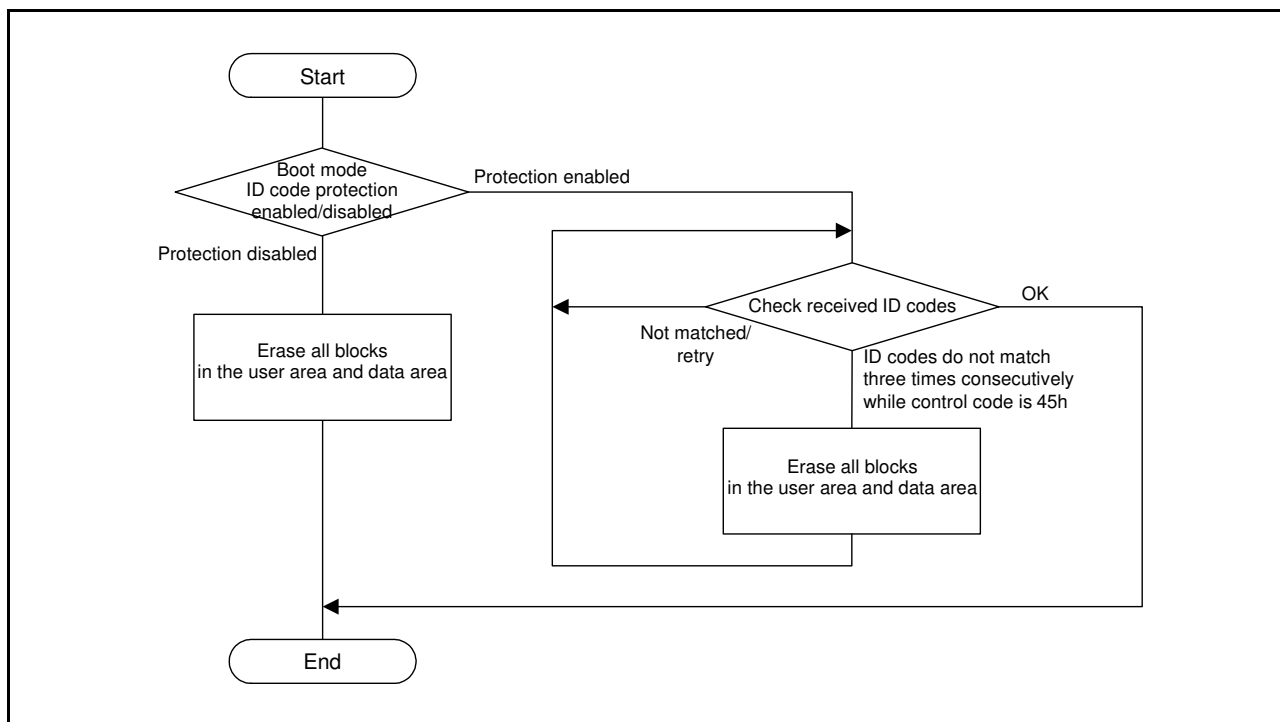 Start
Boot mode
ID code protection
enabled/disabled
Protection enabled
Protection disabled
Erase all blocks
in the user area and data area
Check received ID codes
OK
Not matched/
retry
ID codes do not match
three times consecutively
while control code is 45h
Erase all blocks
in the user area and data area
End